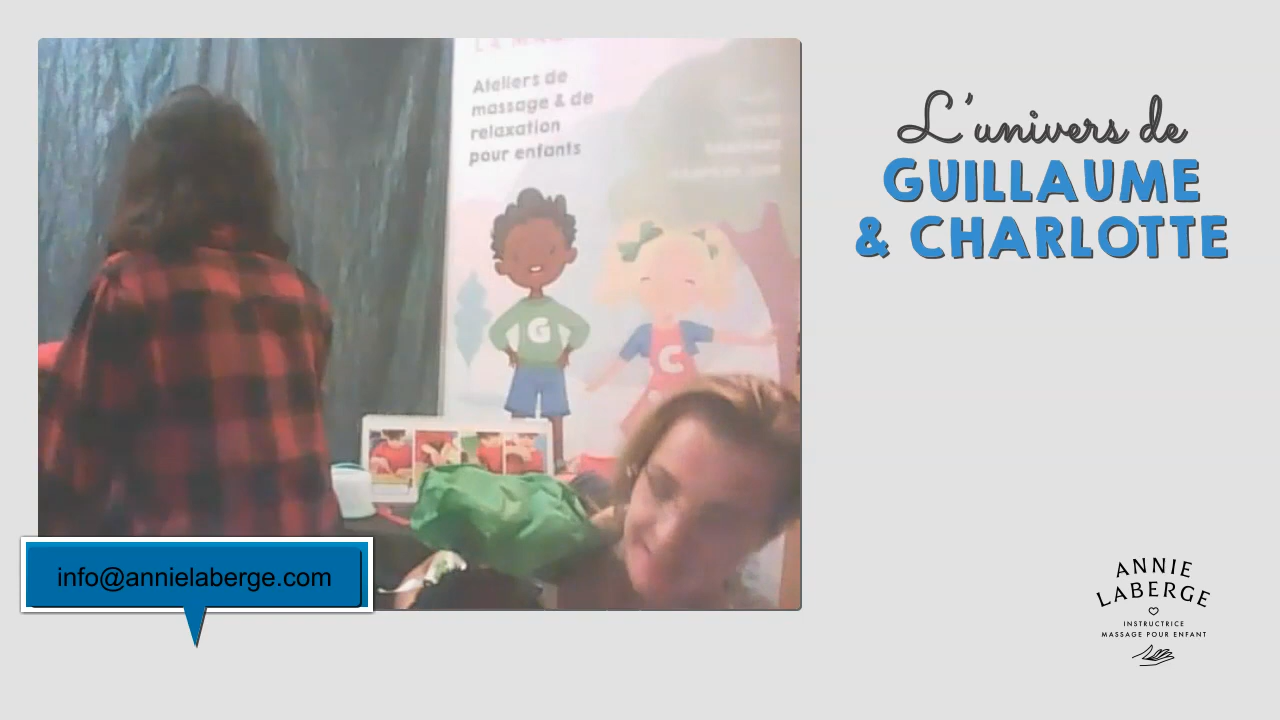 L'univers de
GUILLAUME
& CHARLOTTE
Ateliers de
massage & de
relaxation
pour enfants
G
C
info@annielaberge.com
ANNIE
LABERGE
INSTRUCTRICE
MASSAGE POUR ENFANT